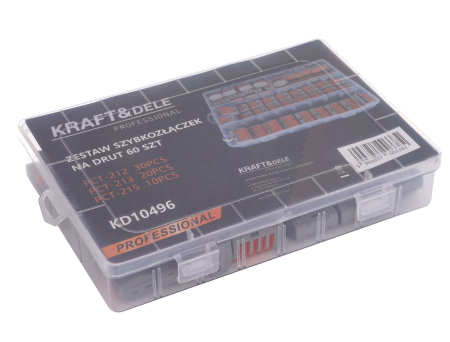 KRAFT&DELE
PROFESSIONAL
ZESTAW SZYBKOZŁĄCZEK
NA DRUT 60 SZT
PCT-212 30PCS
PCT-213 20PCS
PCT-215 10PCS
KD10496
PROFESSIONAL
KRAFT&DELE